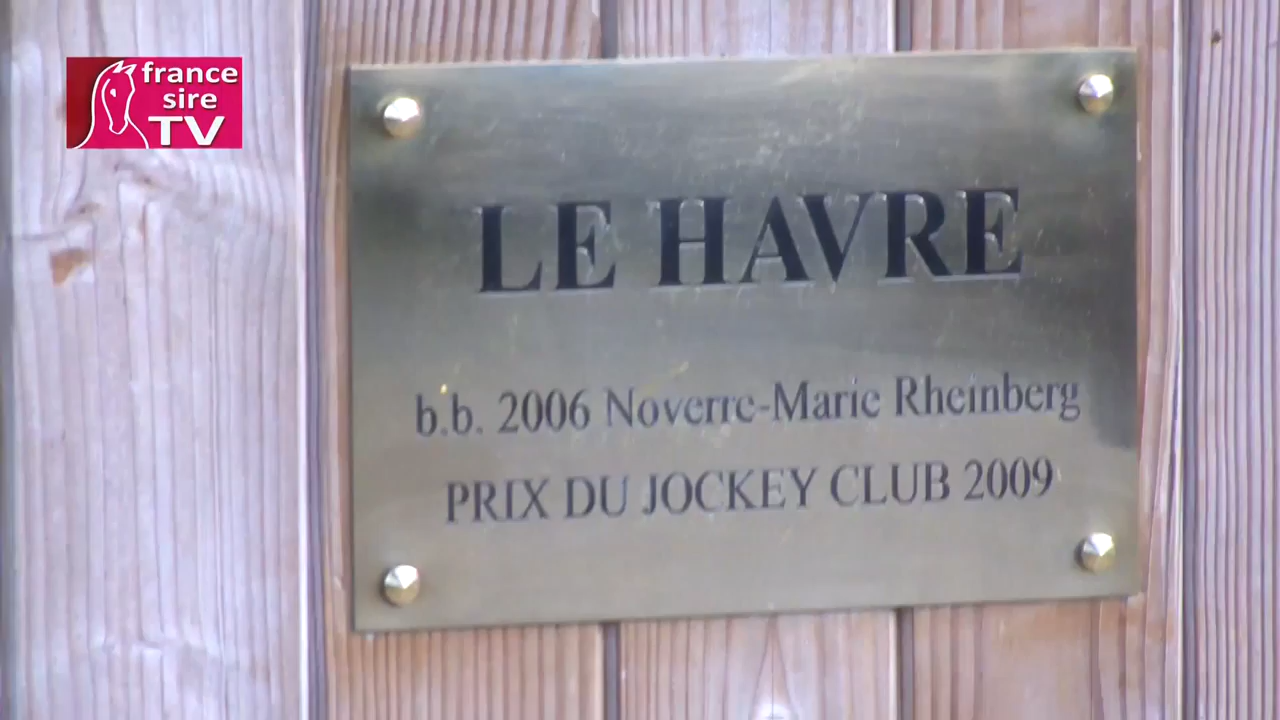 france
sire
TV
LE HAVRE
b.b. 2006 Noverre-Marie Rheinberg
PRIX DU JOCKEY CLUB 2009